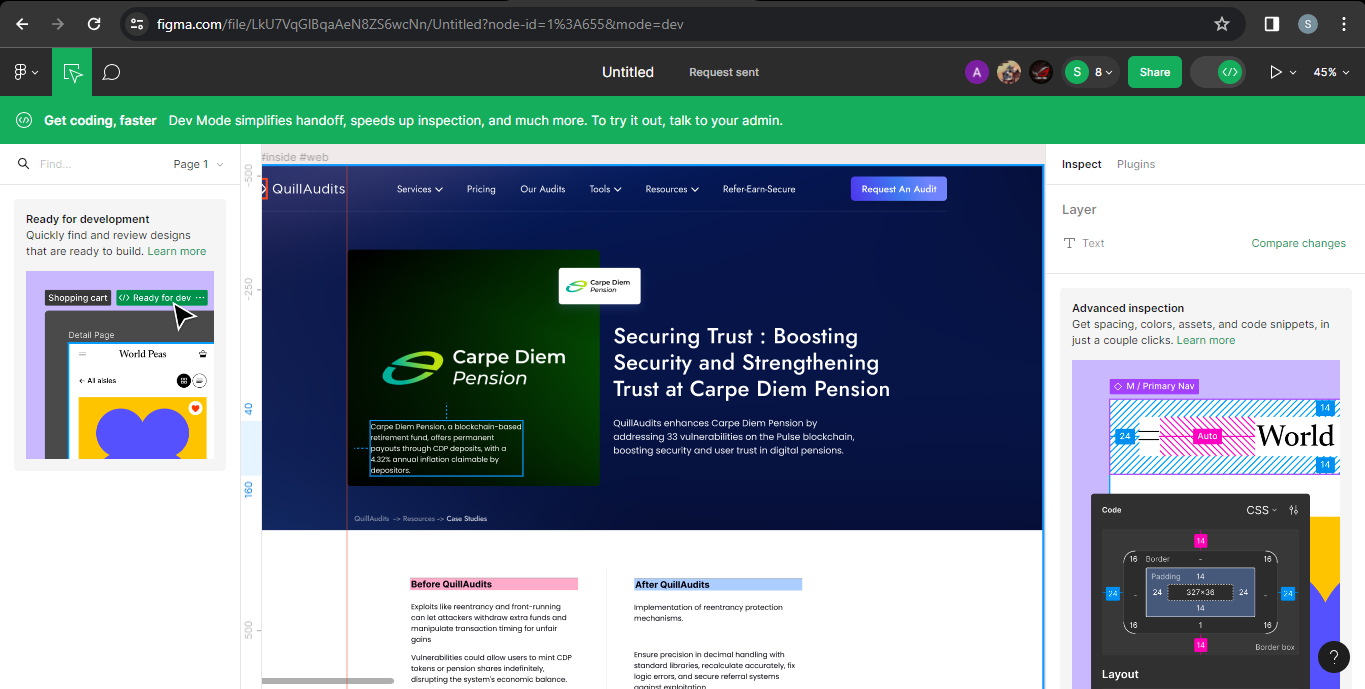 figma.com/file/LkU7VqGlBqaAeN8ZS6wcNn/Untitled?node-id=1%3A655&mode=dev
S
Untitled
Request sent
A
S
8
Share
45%
Get coding, faster
Dev Mode simplifies handoff, speeds up inspection, and much more. To try it out, talk to your admin.
Find...
Page 1
Ready for development
Quickly find and review designs
that are ready to build. Learn more
Shopping cart
Ready for dev
Detail Page
World Peas
← All aisles
-500
-250
40
160
500
#inside #web
QuillAudits
Services
Pricing
Our Audits
Tools
Resources
Refer-Earn-Secure
Request An Audit
Carpe Diem
Pension
Carpe Diem
Pension
Carpe Diem Pension, a blockchain-based
retirement fund, offers permanent
payouts through CDP deposits, with a
4.32% annual inflation claimable by
depositors.
Securing Trust : Boosting
Security and Strengthening
Trust at Carpe Diem Pension
QuillAudits enhances Carpe Diem Pension by
addressing 33 vulnerabilities on the Pulse blockchain,
boosting security and user trust in digital pensions.
QuillAudits -> Resources -> Case Studies
Before QuillAudits
Exploits like reentrancy and front-running
can let attackers withdraw extra funds and
manipulate transaction timing for unfair
gains
Vulnerabilities could allow users to mint CDP
tokens or pension shares indefinitely,
disrupting the system's economic balance.
After QuillAudits
Implementation of reentrancy protection
mechanisms.
Ensure precision in decimal handling with
standard libraries, recalculate accurately, fix
logic errors, and secure referral systems
against exploitation
Inspect
Plugins
Layer
Text
Compare changes
Advanced inspection
Get spacing, colors, assets, and code snippets, in
just a couple clicks. Learn more
M / Primary Nav
14
24
Auto
World
14
Code
CSS
14
16
Border
-
16
Padding
14
24
-
24
327×36
24
-
24
14
16
1
16
14
Border box
Layout
?